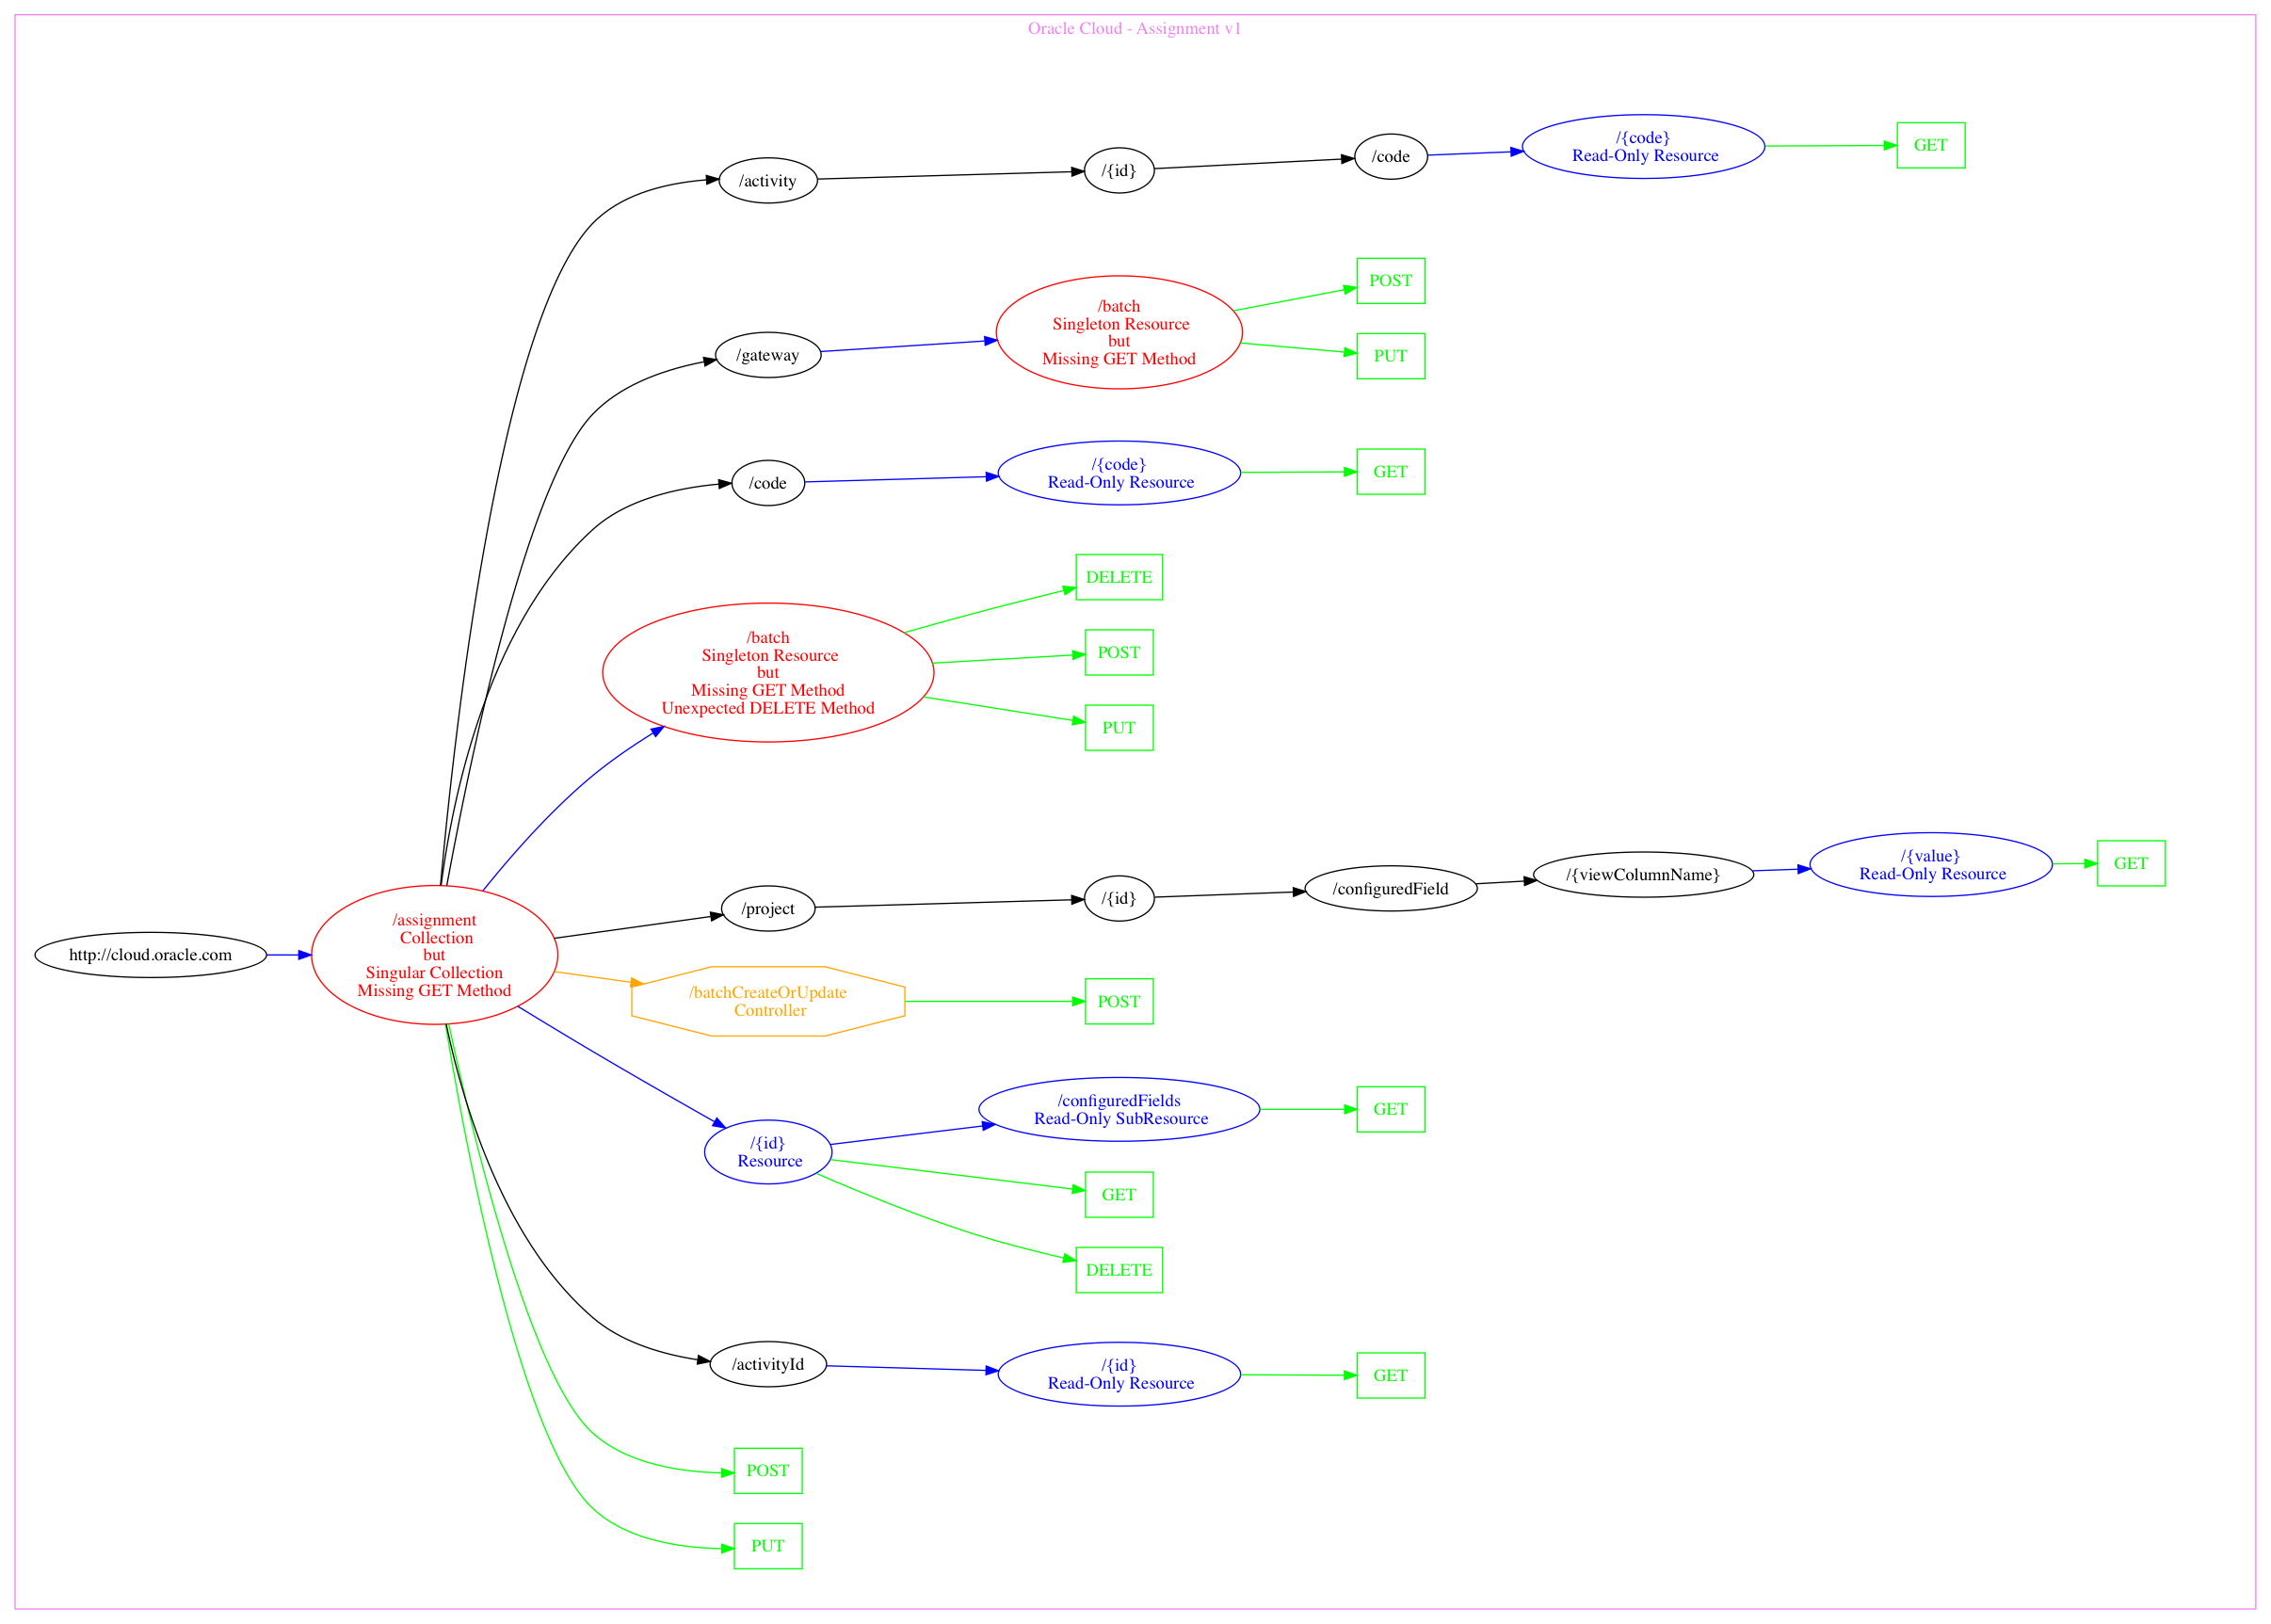 Oracle Cloud - Assignment v1
/activity
/{id}
/code
/{code}
Read-Only Resource
GET
/gateway
/batch
Singleton Resource
but
Missing GET Method
POST
PUT
/code
/{code}
Read-Only Resource
GET
/batch
Singleton Resource
but
Missing GET Method
Unexpected DELETE Method
DELETE
POST
PUT
http://cloud.oracle.com
/assignment
Collection
but
Singular Collection
Missing GET Method
/project
/{id}
/configuredField
/{viewColumnName}
/{value}
Read-Only Resource
GET
/batchCreateOrUpdate
Controller
POST
/{id}
Resource
/configuredFields
Read-Only SubResource
GET
GET
DELETE
/activityId
/{id}
Read-Only Resource
GET
POST
PUT